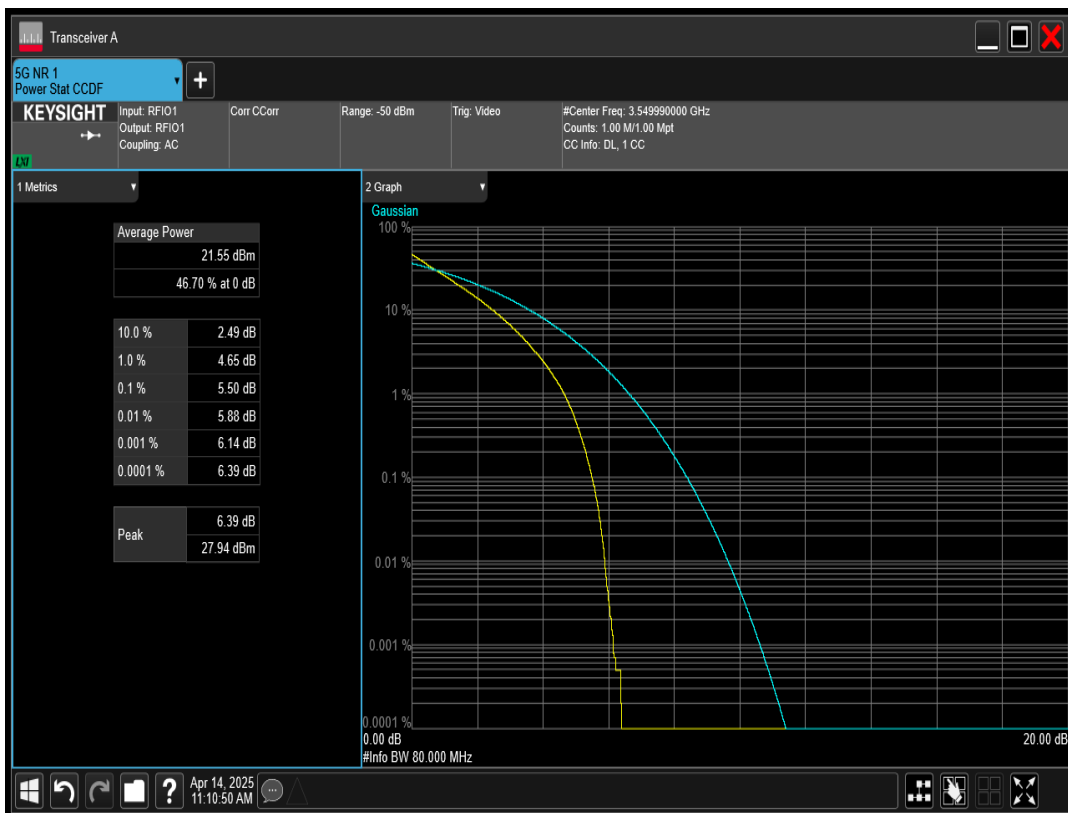 Transceiver A
5G NR 1
Power Stat CCDF
+
KEYSIGHT
LXI
Input: RFIO1
Output: RFIO1
Coupling: AC
Corr CCorr
Range: -50 dBm
Trig: Video
#Center Freq: 3.549990000 GHz
Counts: 1.00 M/1.00 Mpt
CC Info: DL, 1 CC
1 Metrics
Average Power
21.55 dBm
46.70 % at 0 dB
10.0 % 2.49 dB
1.0 % 4.65 dB
0.1 % 5.50 dB
0.01 % 5.88 dB
0.001 % 6.14 dB
0.0001 % 6.39 dB
Peak
6.39 dB
27.94 dBm
2 Graph
Gaussian
100 %
10 %
1 %
0.1 %
0.01 %
0.001 %
0.0001 %
0.00 dB
20.00 dB
#Info BW 80.000 MHz
?
Apr 14, 2025
11:10:50 AM